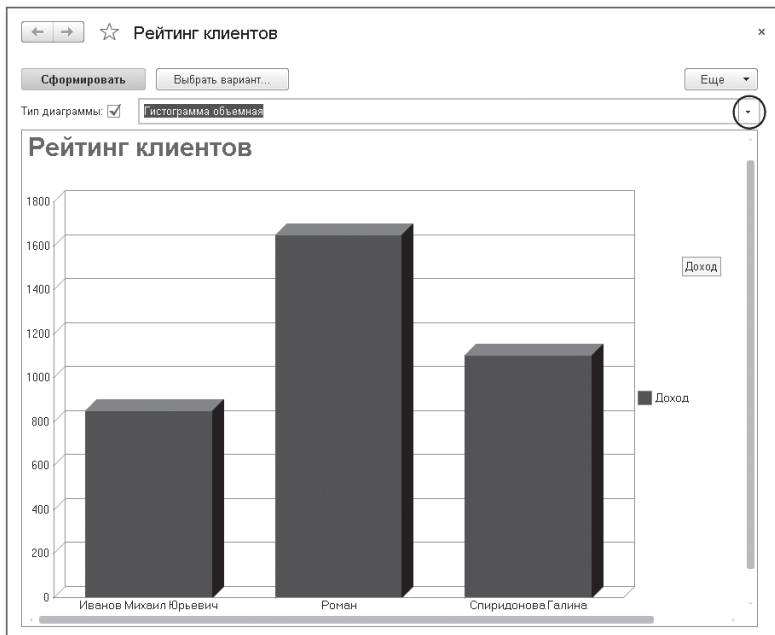 Рейтинг клиентов
Сформировать
Выбрать вариант...
Еще
Тип диаграммы:
Гистограмма объемная
Рейтинг клиентов
1800
1600
1400
1200
1000
800
600
400
200
0
Доход
Доход
Иванов Михаил Юрьевич
Роман
Спиридонова Галина